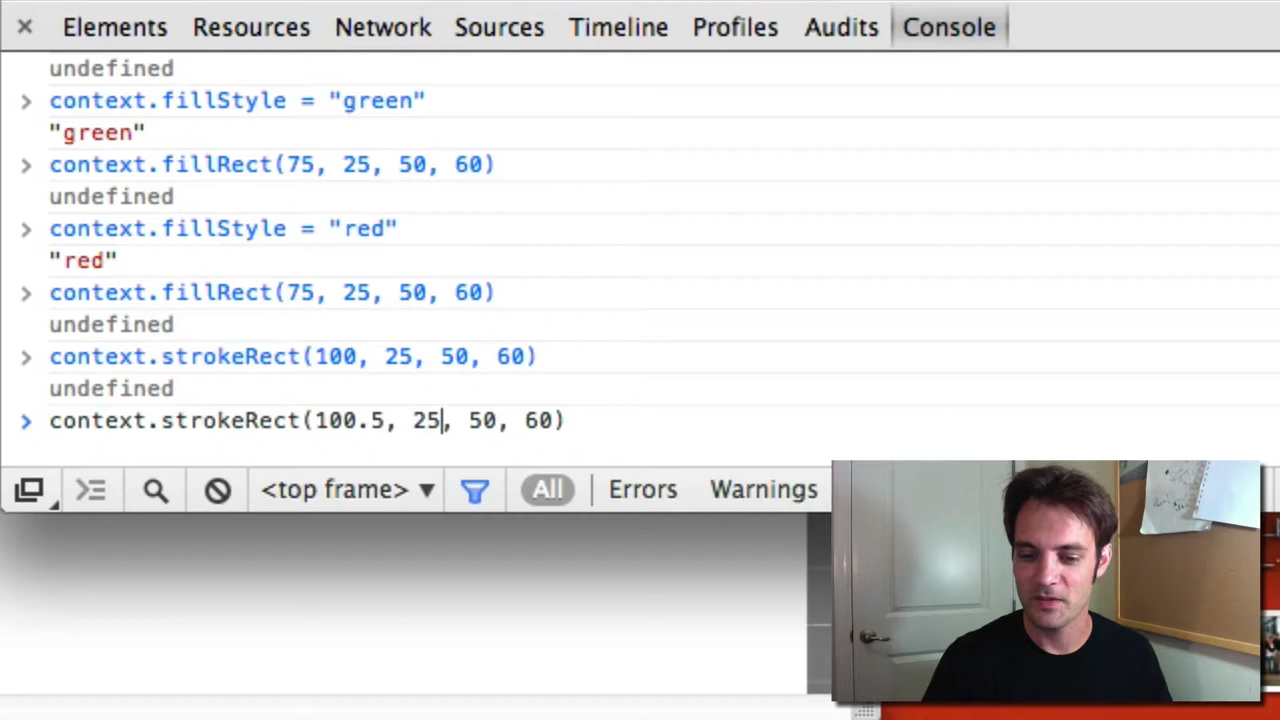 × Elements Resources Network Sources Timeline Profiles Audits Console
undefined
> context.fillStyle = "green"
"green"
> context.fillRect(75, 25, 50, 60)
undefined
> context.fillStyle = "red"
"red"
> context.fillRect(75, 25, 50, 60)
undefined
> context.strokeRect(100, 25, 50, 60)
undefined
> context.strokeRect(100.5, 25, 50, 60)
<top frame> ▼ All Errors Warnings